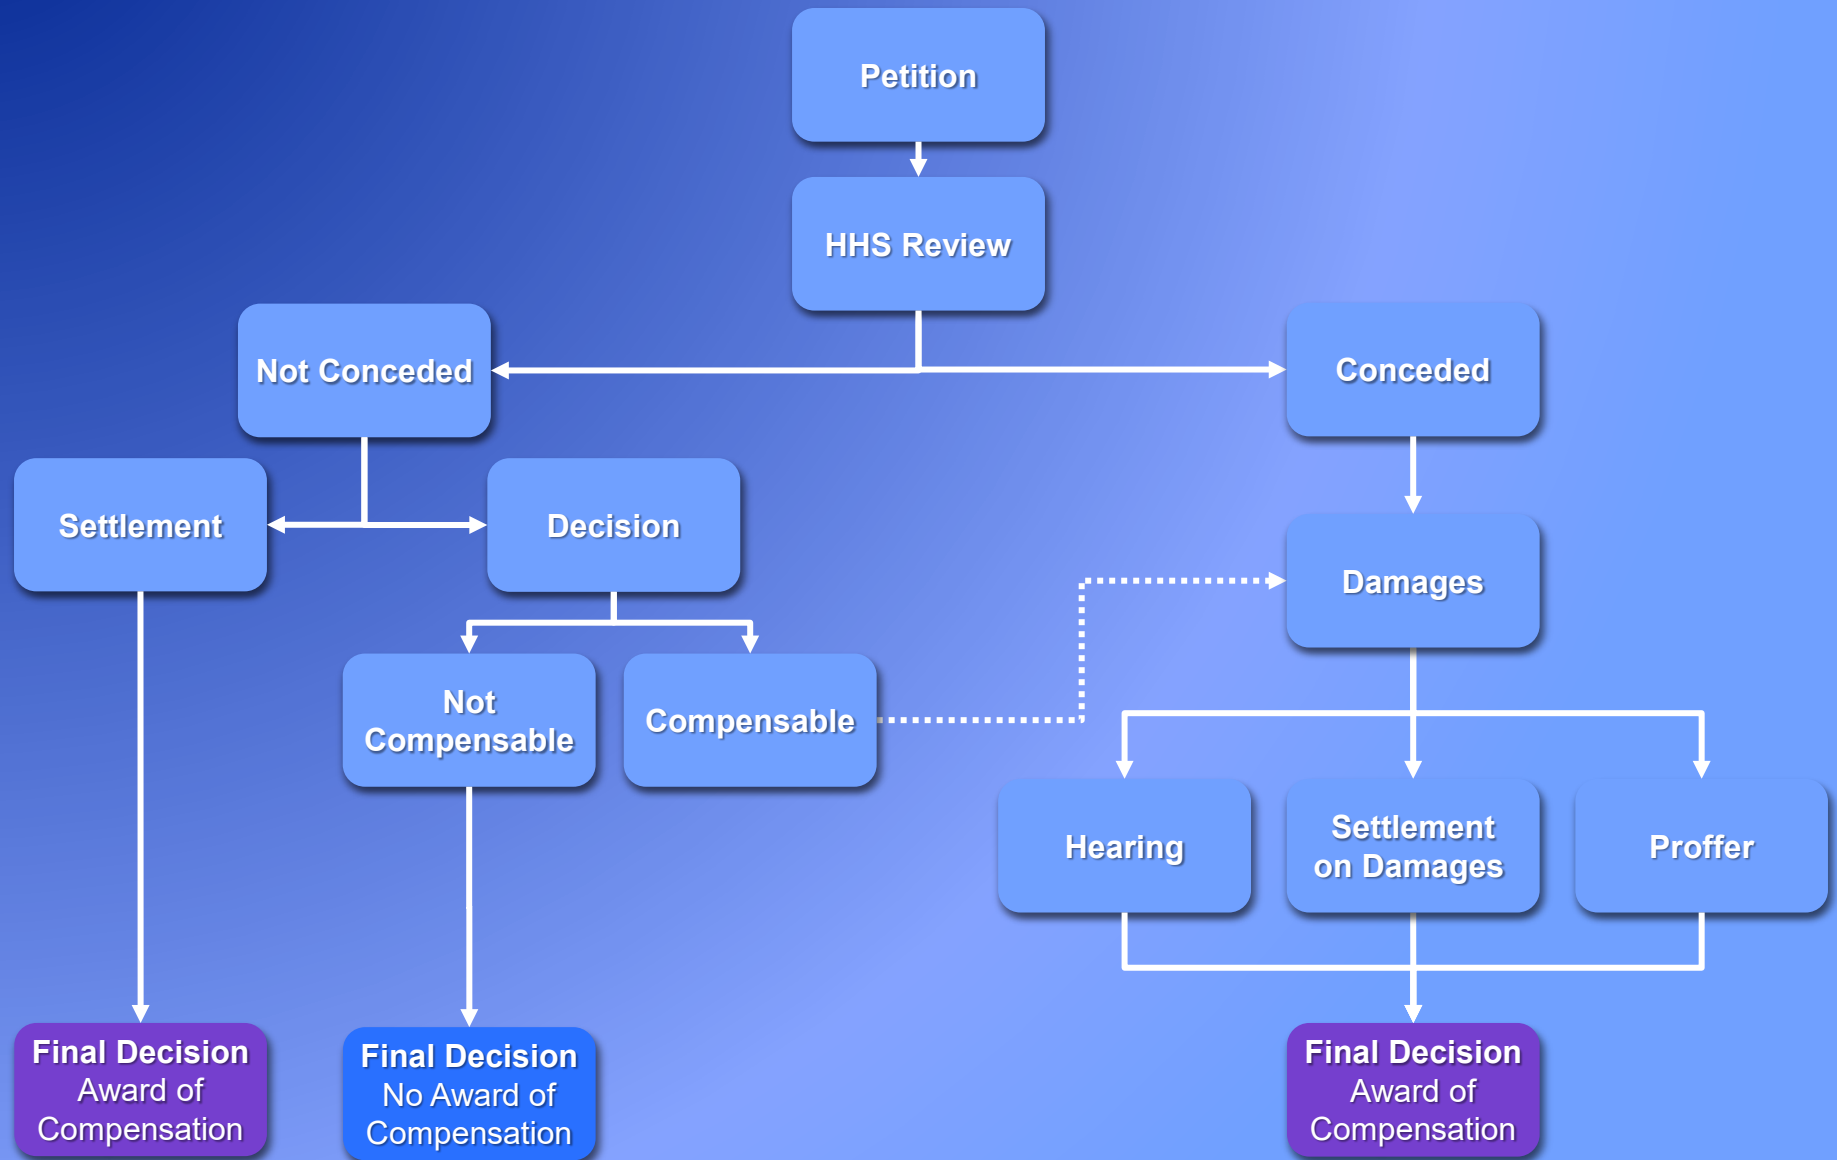 Petition
HHS Review
Not Conceded
Conceded
Settlement
Decision
Damages
Not
Compensable
Compensable
Hearing
Settlement
on Damages
Proffer
Final Decision
Award of
Compensation
Final Decision
No Award of
Compensation
Final Decision
Award of
Compensation